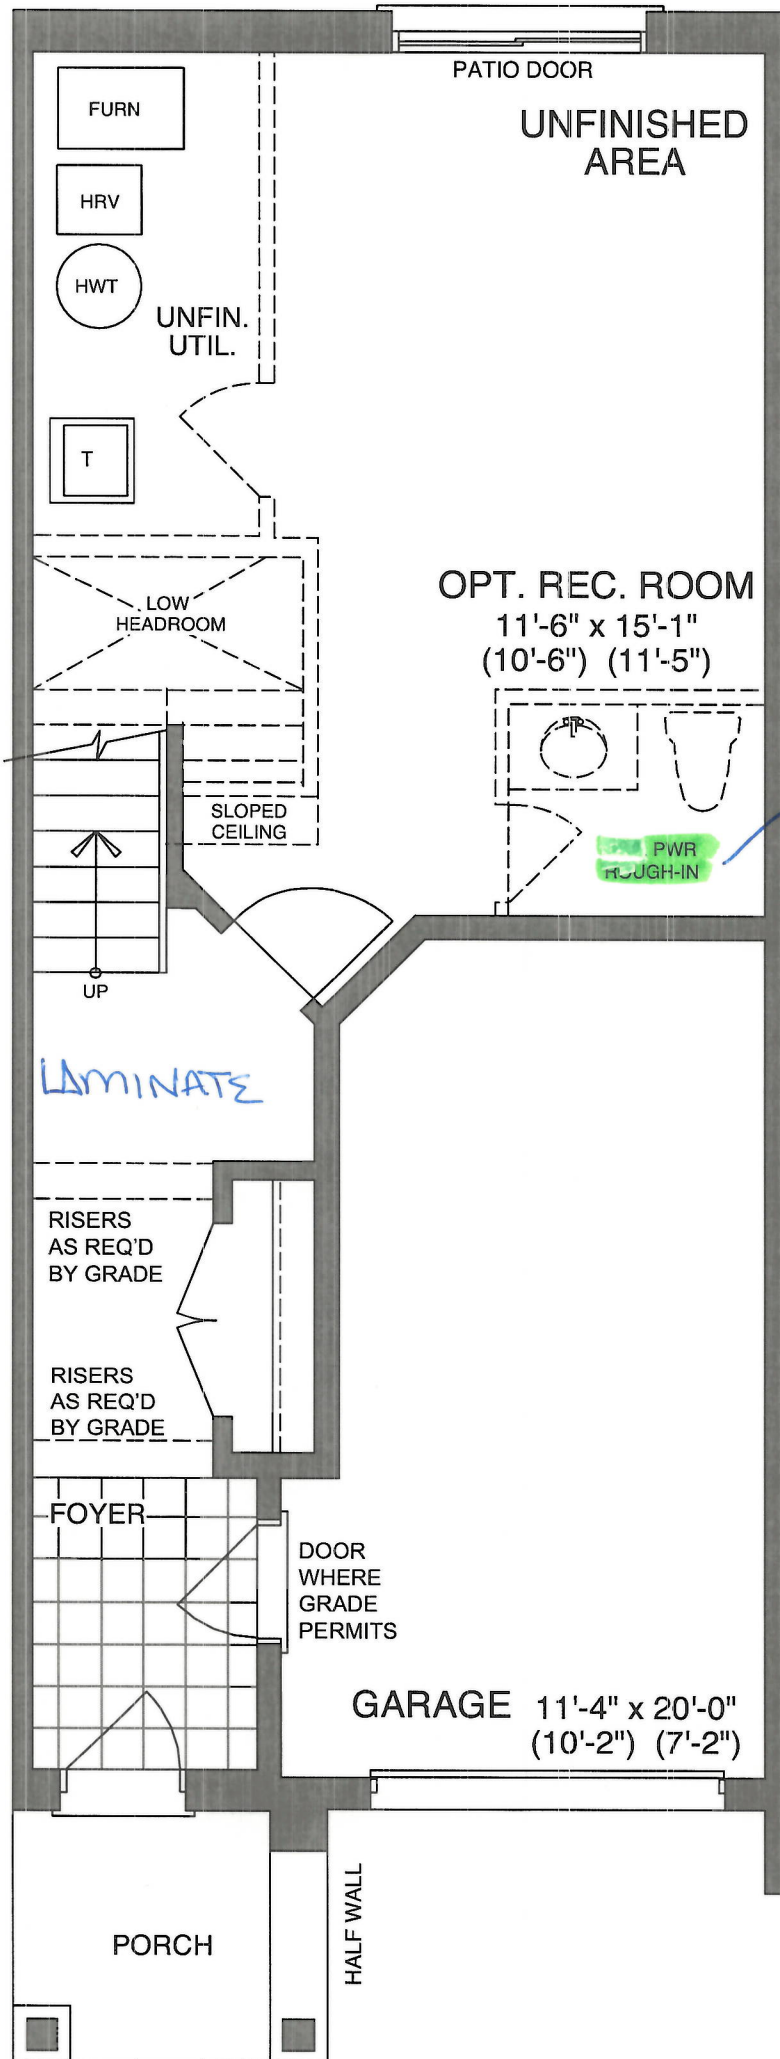 PATIO DOOR
FURN
UNFINISHED
AREA
HRV
HWT
UNFIN.
UTIL.
T
OPT. REC. ROOM
11'-6" x 15'-1"
(10'-6") (11'-5")
LOW
HEADROOM
SLOPED
CEILING
PWR
ROUGH-IN
UP
LAMINATE
RISERS
AS REQ'D
BY GRADE
RISERS
AS REQ'D
BY GRADE
FOYER
DOOR
WHERE
GRADE
PERMITS
GARAGE 11'-4" x 20'-0"
(10'-2") (7'-2")
HALF WALL
PORCH